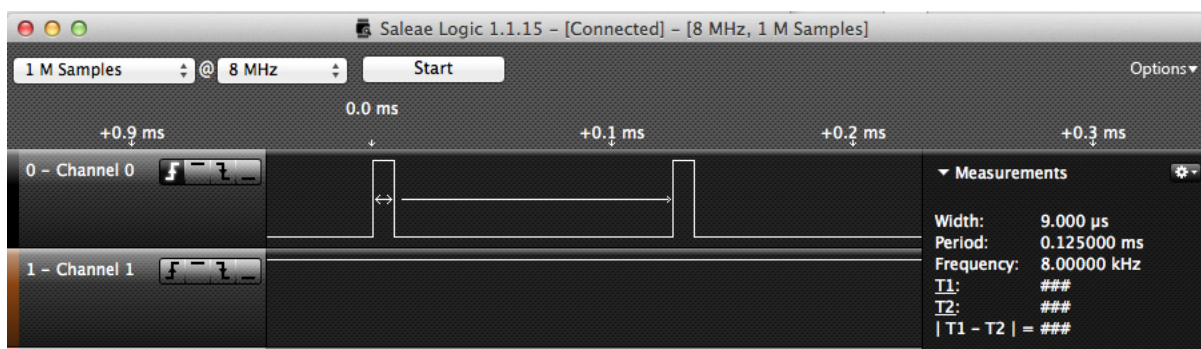 Saleae Logic 1.1.15 – [Connected] – [8 MHz, 1 M Samples]
1 M Samples @ 8 MHz Start Options▾
0.0 ms
+0.9 ms +0.1 ms +0.2 ms +0.3 ms
0 – Channel 0
▾ Measurements
Width: 9.000 µs
Period: 0.125000 ms
1 – Channel 1
Frequency: 8.00000 kHz
T1: ###
T2: ###
| T1 – T2 | = ###